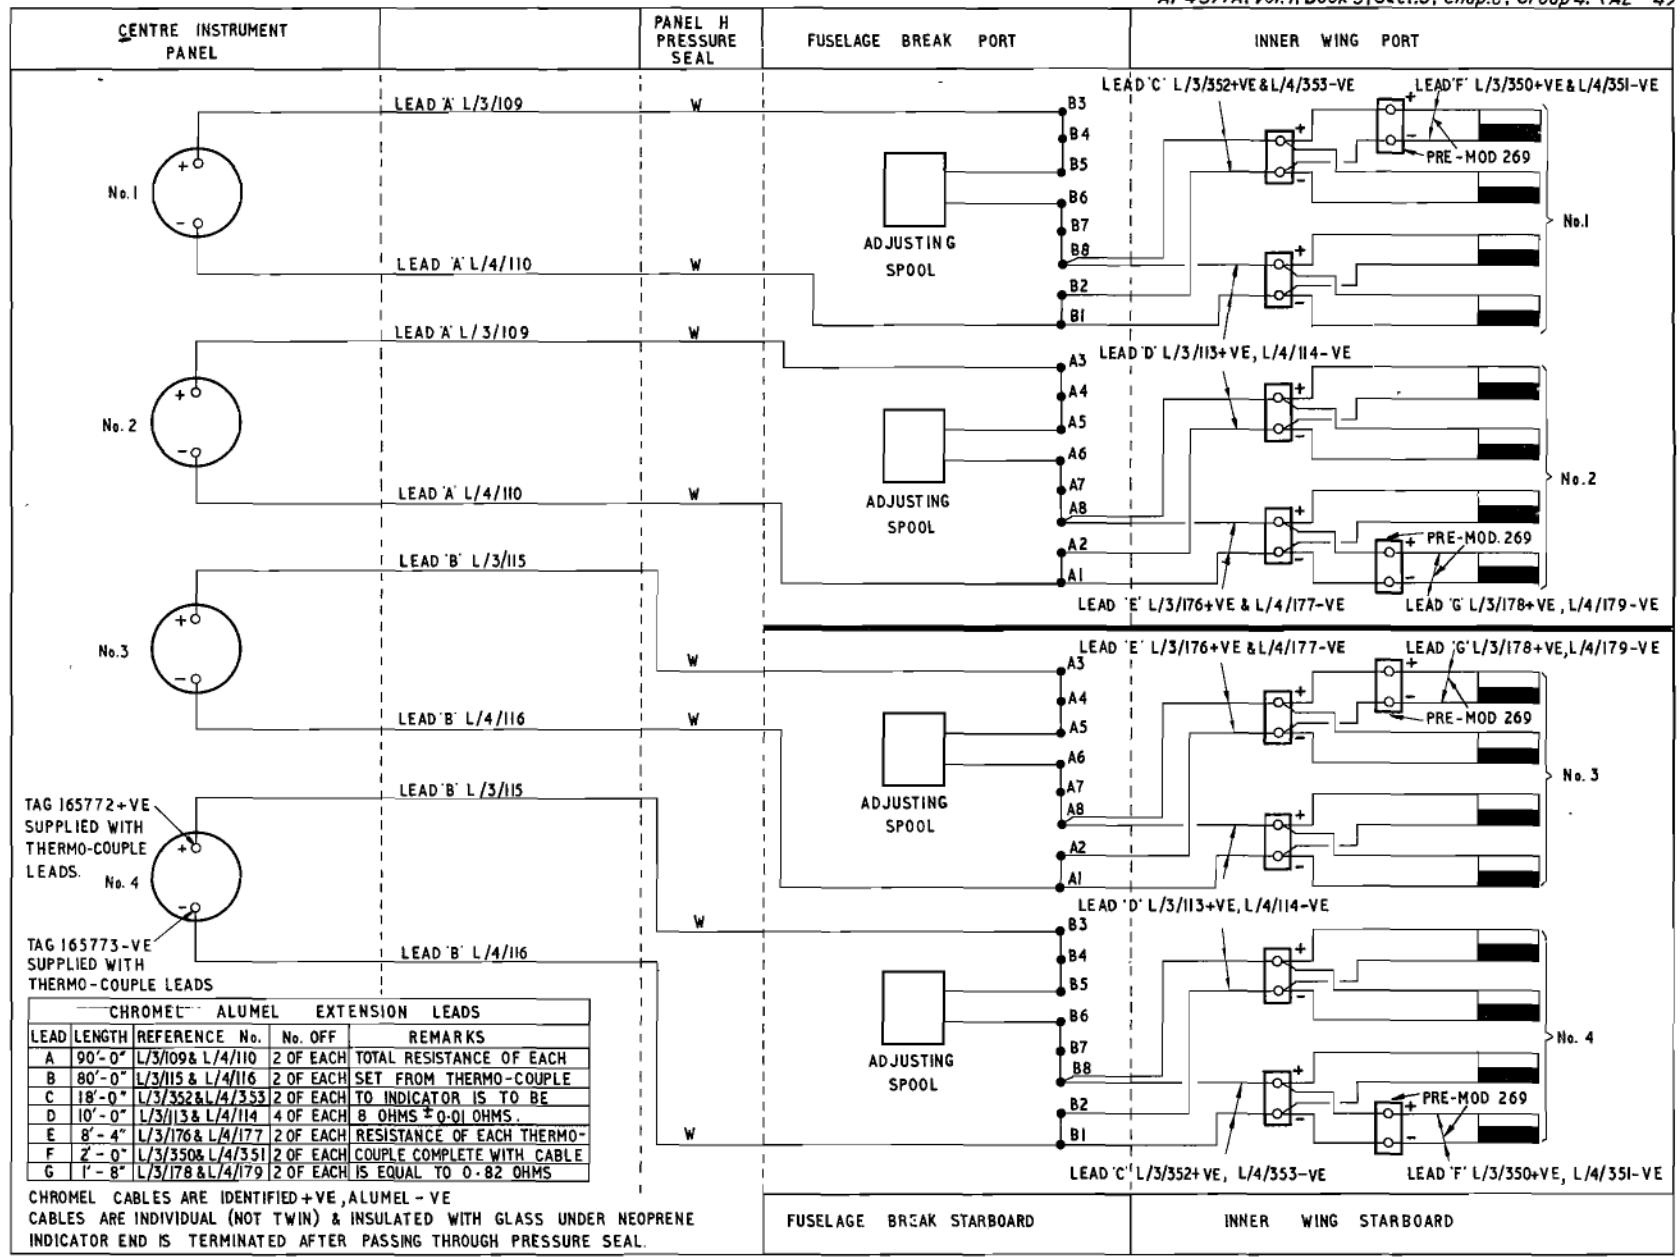 CENTRE INSTRUMENT
PANEL
PANEL H
PRESSURE
SEAL
FUSELAGE BREAK PORT
INNER WING PORT
LEAD 'A' L/3/109
W
No.1
+
-
LEAD 'A' L/4/110
W
ADJUSTING
SPOOL
B3
B4
B5
B6
B7
B8
B2
B1
LEAD 'C' L/3/352+VE & L/4/353-VE
LEAD 'F' L/3/350+VE & L/4/351-VE
+
-
+
-
PRE-MOD 269
+
-
No.1
LEAD 'D' L/3/113+VE, L/4/114-VE
LEAD 'A' L/3/109
W
No. 2
+
-
LEAD 'A' L/4/110
W
ADJUSTING
SPOOL
A3
A4
A5
A6
A7
A8
A2
A1
+
-
+
-
PRE-MOD. 269
+
-
No.2
LEAD 'E' L/3/176+VE & L/4/177-VE
LEAD 'G' L/3/178+VE, L/4/179-VE
LEAD 'B' L/3/115
W
No.3
+
-
LEAD 'B' L/4/116
W
ADJUSTING
SPOOL
A3
A4
A5
A6
A7
A8
A2
A1
LEAD 'E' L/3/176+VE & L/4/177-VE
LEAD 'G' L/3/178+VE, L/4/179-VE
+
-
+
-
PRE-MOD 269
+
-
No. 3
LEAD 'D' L/3/113+VE, L/4/114-VE
LEAD 'B' L/3/115
W
TAG 165772+VE
SUPPLIED WITH
THERMO-COUPLE
LEADS.
No. 4
+
-
TAG 165773-VE
SUPPLIED WITH
THERMO-COUPLE LEADS
LEAD 'B' L/4/116
W
ADJUSTING
SPOOL
B3
B4
B5
B6
B7
B8
B2
B1
+
-
+
-
PRE-MOD 269
+
-
No. 4
LEAD 'C' L/3/352+VE, L/4/353-VE
LEAD 'F' L/3/350+VE, L/4/351-VE
CHROMEL ALUMEL EXTENSION LEADS
LEAD LENGTH REFERENCE No. No. OFF REMARKS
A 90'-0" L/3/109 & L/4/110 2 OF EACH TOTAL RESISTANCE OF EACH
B 80'-0" L/3/115 & L/4/116 2 OF EACH SET FROM THERMO-COUPLE
C 18'-0" L/3/352 & L/4/353 2 OF EACH TO INDICATOR IS TO BE
D 10'-0" L/3/113 & L/4/114 4 OF EACH 8 OHMS ± 0·01 OHMS.
E 8'-4" L/3/176 & L/4/177 2 OF EACH RESISTANCE OF EACH THERMO-
F 2'-0" L/3/350 & L/4/351 2 OF EACH COUPLE COMPLETE WITH CABLE
G 1'-8" L/3/178 & L/4/179 2 OF EACH IS EQUAL TO 0·82 OHMS
CHROMEL CABLES ARE IDENTIFIED +VE, ALUMEL -VE
CABLES ARE INDIVIDUAL (NOT TWIN) & INSULATED WITH GLASS UNDER NEOPRENE
INDICATOR END IS TERMINATED AFTER PASSING THROUGH PRESSURE SEAL.
FUSELAGE BREAK STARBOARD
INNER WING STARBOARD